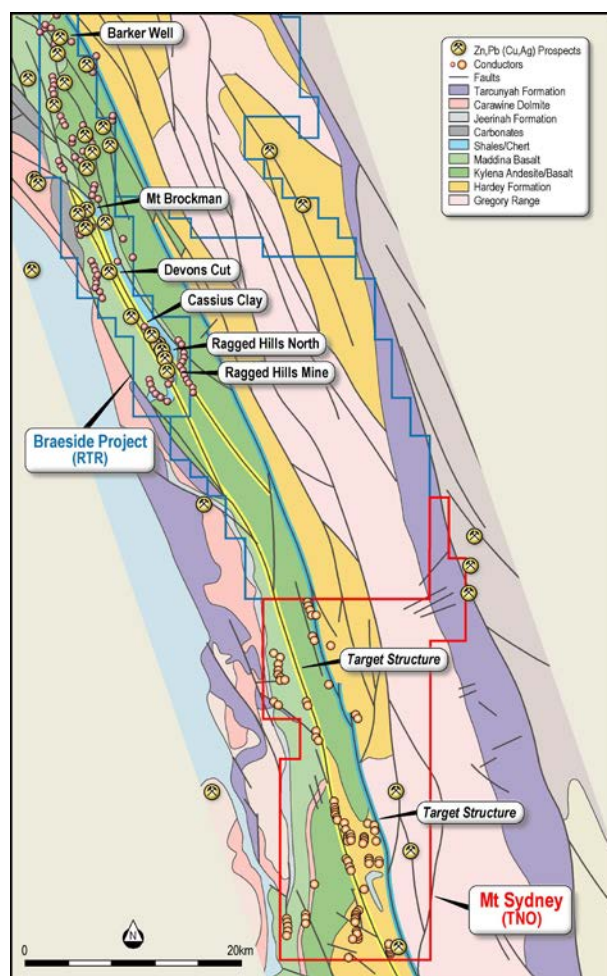 Barker Well
Mt Brockman
Devons Cut
Cassius Clay
Ragged Hills North
Ragged Hills Mine
Braeside Project
(RTR)
Target Structure
Target Structure
Mt Sydney
(TNO)
Zn,Pb (Cu,Ag) Prospects
Conductors
Faults
Tarcunyah Formation
Carawine Dolmite
Jeerinah Formation
Carbonates
Shales/Chert
Maddina Basalt
Kylena Andesite/Basalt
Hardey Formation
Gregory Range
N
0 20km